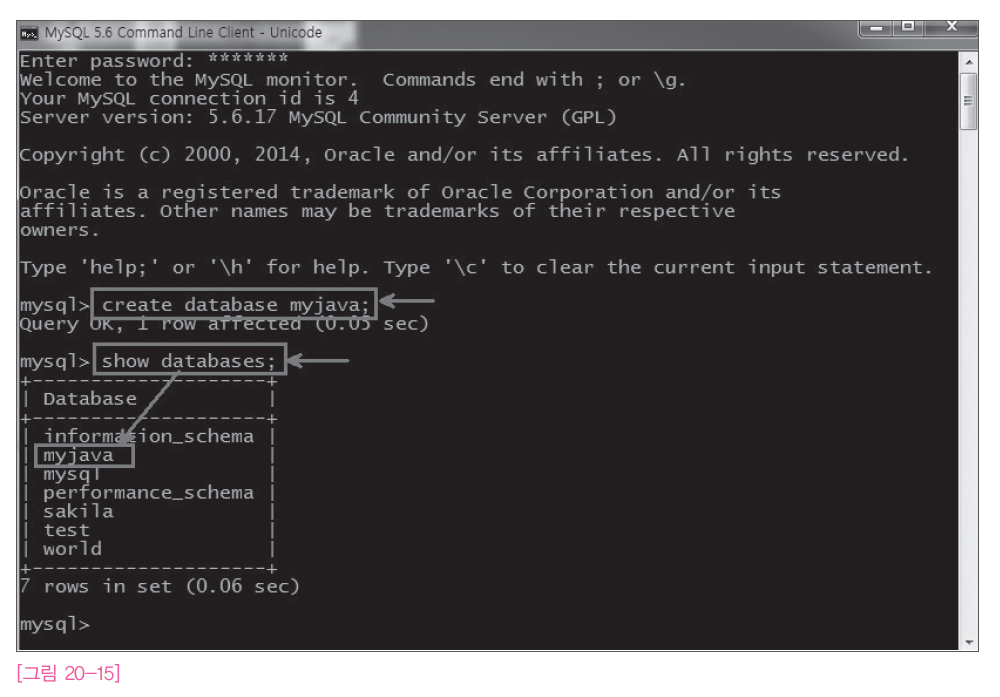 MySQL 5.6 Command Line Client - Unicode
Enter password: *******
Welcome to the MySQL monitor.  Commands end with ; or \g.
Your MySQL connection id is 4
Server version: 5.6.17 MySQL Community Server (GPL)
Copyright (c) 2000, 2014, Oracle and/or its affiliates. All rights reserved.
Oracle is a registered trademark of Oracle Corporation and/or its
affiliates. Other names may be trademarks of their respective
owners.
Type 'help;' or '\h' for help. Type '\c' to clear the current input statement.
mysql> create database myjava;
Query OK, 1 row affected (0.05 sec)
mysql> show databases;
+--------------------+
| Database           |
+--------------------+
| information_schema |
| myjava             |
| mysql              |
| performance_schema |
| sakila             |
| test               |
| world              |
+--------------------+
7 rows in set (0.06 sec)
mysql>
[그림 20-15]